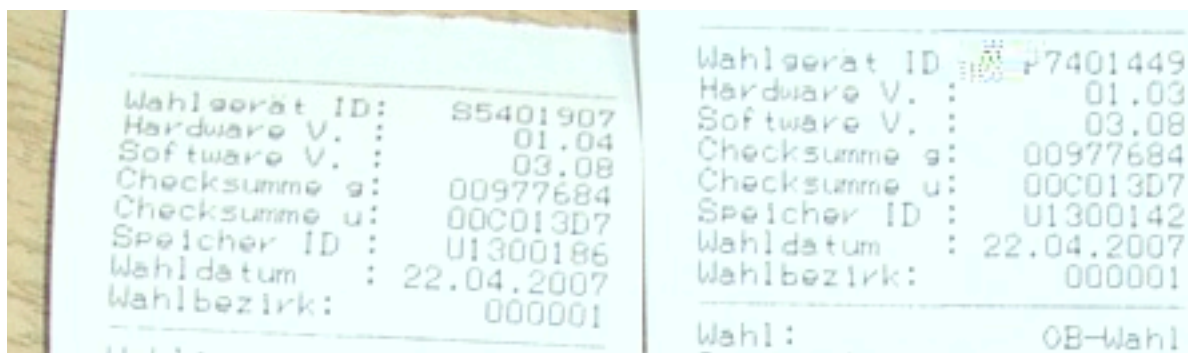 Wahlgerät ID: S5401907
Hardware V. : 01.04
Software V. : 03.08
Checksumme g: 00977684
Checksumme u: 00C013D7
Speicher ID : U1300186
Wahldatum : 22.04.2007
Wahlbezirk: 000001
Wahlgerät ID P7401449
Hardware V. : 01.03
Software V. : 03.08
Checksumme g: 00977684
Checksumme u: 00C013D7
Speicher ID : U1300142
Wahldatum : 22.04.2007
Wahlbezirk: 000001
Wahl: OB-Wahl